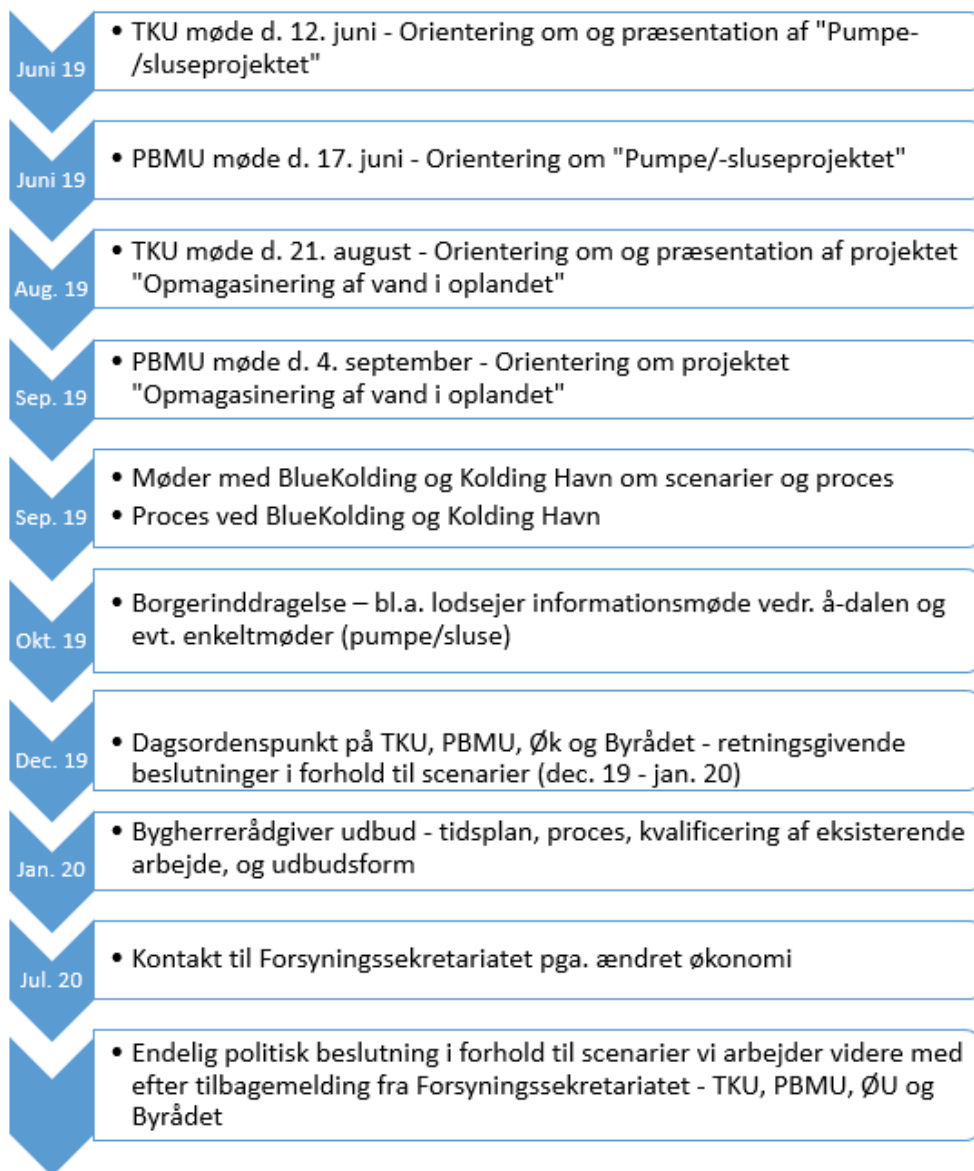 Juni 19
• TKU møde d. 12. juni - Orientering om og præsentation af "Pumpe-
/sluseprojektet"
Juni 19
• PBMU møde d. 17. juni - Orientering om "Pumpe/-sluseprojektet"
Aug. 19
• TKU møde d. 21. august - Orientering om og præsentation af projektet
"Opmagasinering af vand i oplandet"
Sep. 19
• PBMU møde d. 4. september - Orientering om projektet
"Opmagasinering af vand i oplandet"
Sep. 19
• Møder med BlueKolding og Kolding Havn om scenarier og proces
• Proces ved BlueKolding og Kolding Havn
Okt. 19
• Borgerinddragelse – bl.a. lodsejer informationsmøde vedr. å-dalen og
evt. enkeltmøder (pumpe/sluse)
Dec. 19
• Dagsordenspunkt på TKU, PBMU, Øk og Byrådet - retningsgivende
beslutninger i forhold til scenarier (dec. 19 - jan. 20)
Jan. 20
• Bygherrerådgiver udbud - tidsplan, proces, kvalificering af eksisterende
arbejde, og udbudsform
Jul. 20
• Kontakt til Forsyningssekretariatet pga. ændret økonomi
• Endelig politisk beslutning i forhold til scenarier vi arbejder videre med
efter tilbagemelding fra Forsyningssekretariatet - TKU, PBMU, ØU og
Byrådet